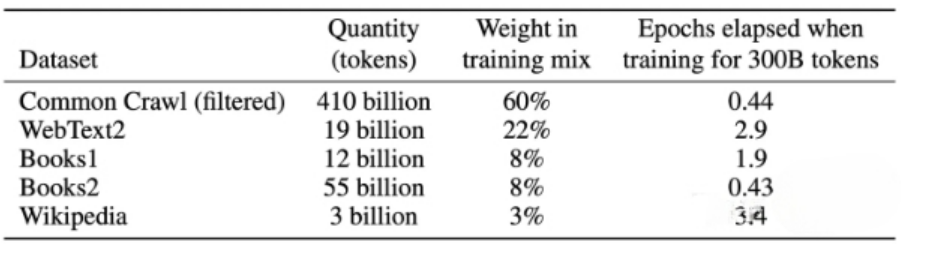 Dataset Quantity (tokens) Weight in training mix Epochs elapsed when training for 300B tokens
Common Crawl (filtered) 410 billion 60% 0.44
WebText2 19 billion 22% 2.9
Books1 12 billion 8% 1.9
Books2 55 billion 8% 0.43
Wikipedia 3 billion 3% 3.4